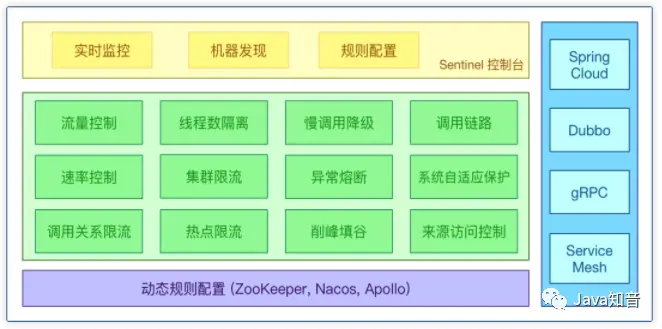 实时监控
机器发现
规则配置
Sentinel 控制台
流量控制
线程数隔离
慢调用降级
调用链路
速率控制
集群限流
异常熔断
系统自适应保护
调用关系限流
热点限流
削峰填谷
来源访问控制
动态规则配置 (ZooKeeper, Nacos, Apollo)
Spring
Cloud
Dubbo
gRPC
Service
Mesh
Java知音